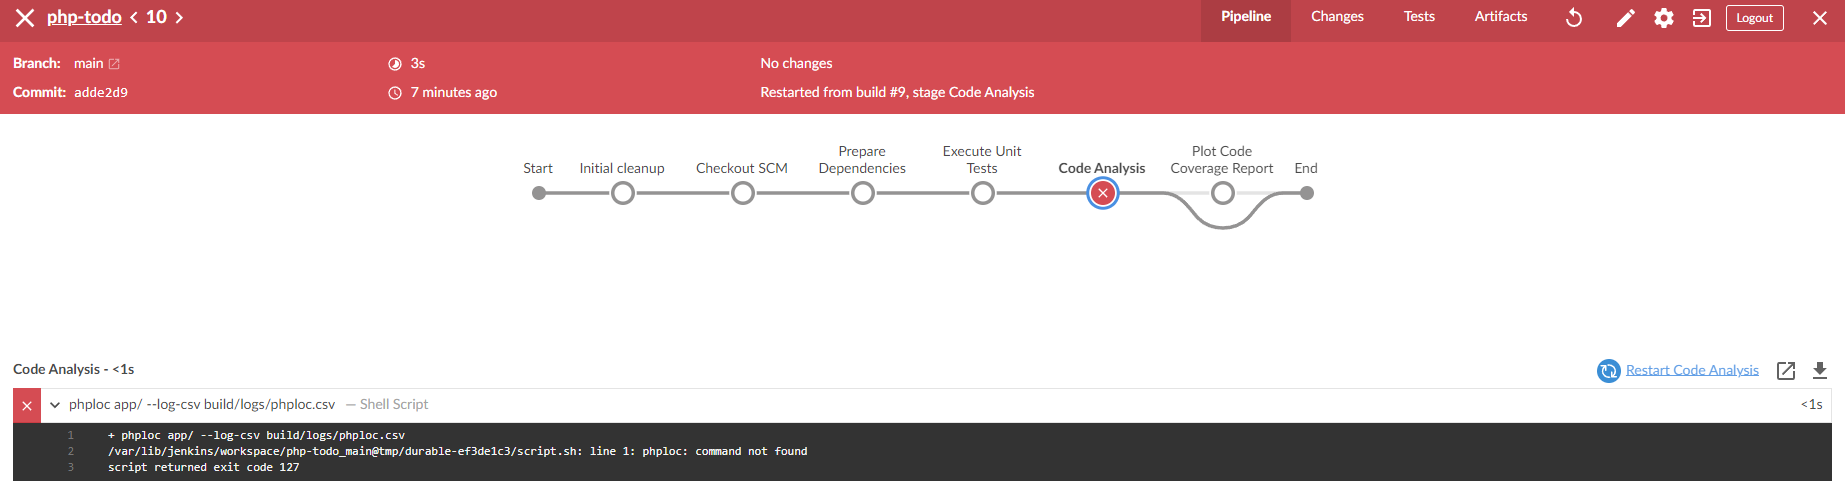 php-todo < 10 >
Pipeline Changes Tests Artifacts Logout
Branch: main 3s No changes
Commit: adde2d9 7 minutes ago Restarted from build #9, stage Code Analysis
Start
Initial cleanup
Checkout SCM
Prepare
Dependencies
Execute Unit
Tests
Code Analysis
Plot Code
Coverage Report
End
Code Analysis - <1s Restart Code Analysis
phploc app/ --log-csv build/logs/phploc.csv — Shell Script <1s
1 + phploc app/ --log-csv build/logs/phploc.csv
2 /var/lib/jenkins/workspace/php-todo_main@tmp/durable-ef3de1c3/script.sh: line 1: phploc: command not found
3 script returned exit code 127